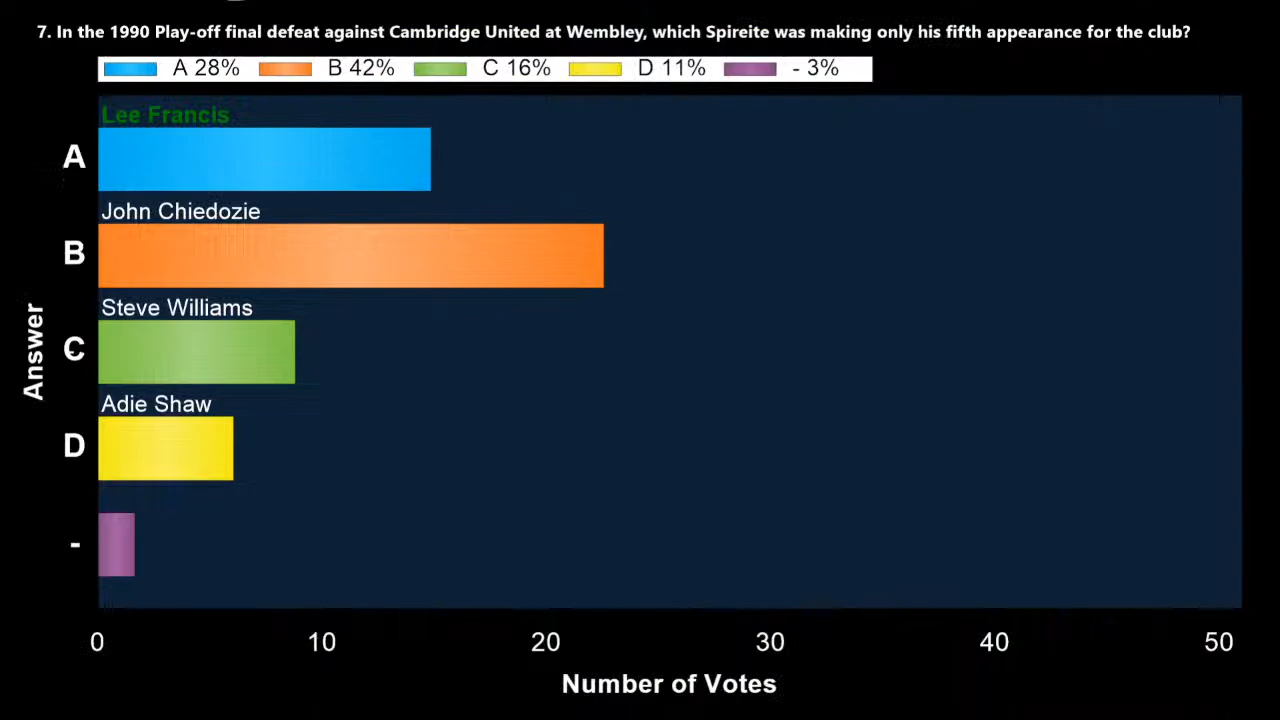 7. In the 1990 Play-off final defeat against Cambridge United at Wembley, which Spireite was making only his fifth appearance for the club?
A 28% B 42% C 16% D 11% - 3%
Lee Francis
A
John Chiedozie
B
Steve Williams
C
Adie Shaw
D
-
Answer
0 10 20 30 40 50
Number of Votes